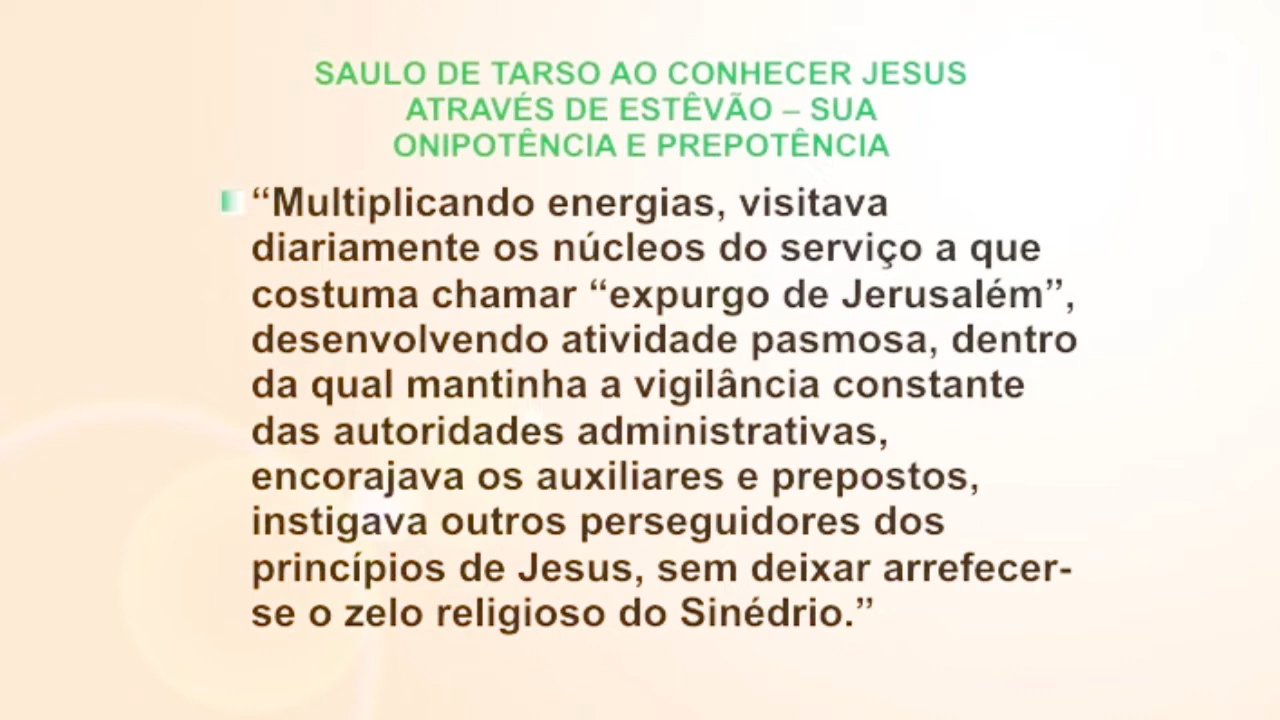 SAULO DE TARSO AO CONHECER JESUS
ATRAVÉS DE ESTÊVÃO – SUA
ONIPOTÊNCIA E PREPOTÊNCIA
“Multiplicando energias, visitava
diariamente os núcleos do serviço a que
costuma chamar “expurgo de Jerusalém”,
desenvolvendo atividade pasmosa, dentro
da qual mantinha a vigilância constante
das autoridades administrativas,
encorajava os auxiliares e prepostos,
instigava outros perseguidores dos
princípios de Jesus, sem deixar arrefecer-
se o zelo religioso do Sinédrio.”